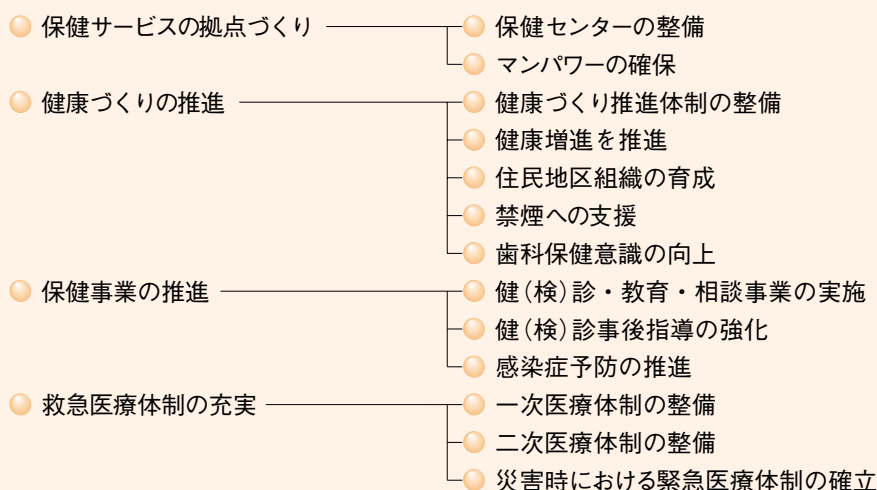 保健サービスの拠点づくり 保健センターの整備
マンパワーの確保
健康づくりの推進 健康づくり推進体制の整備
健康増進を推進
住民地区組織の育成
禁煙への支援
歯科保健意識の向上
保健事業の推進 健（検）診・教育・相談事業の実施
健（検）診事後指導の強化
感染症予防の推進
救急医療体制の充実 一次医療体制の整備
二次医療体制の整備
災害時における緊急医療体制の確立